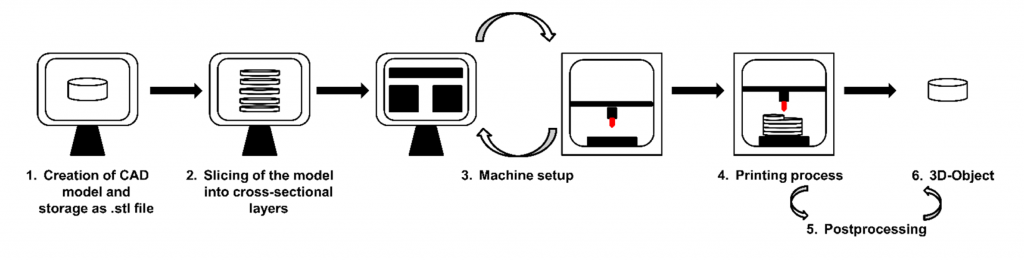 1. Creation of CAD
model and
storage as .stl file
2. Slicing of the model
into cross-sectional
layers
3. Machine setup
4. Printing process
6. 3D-Object
5. Postprocessing